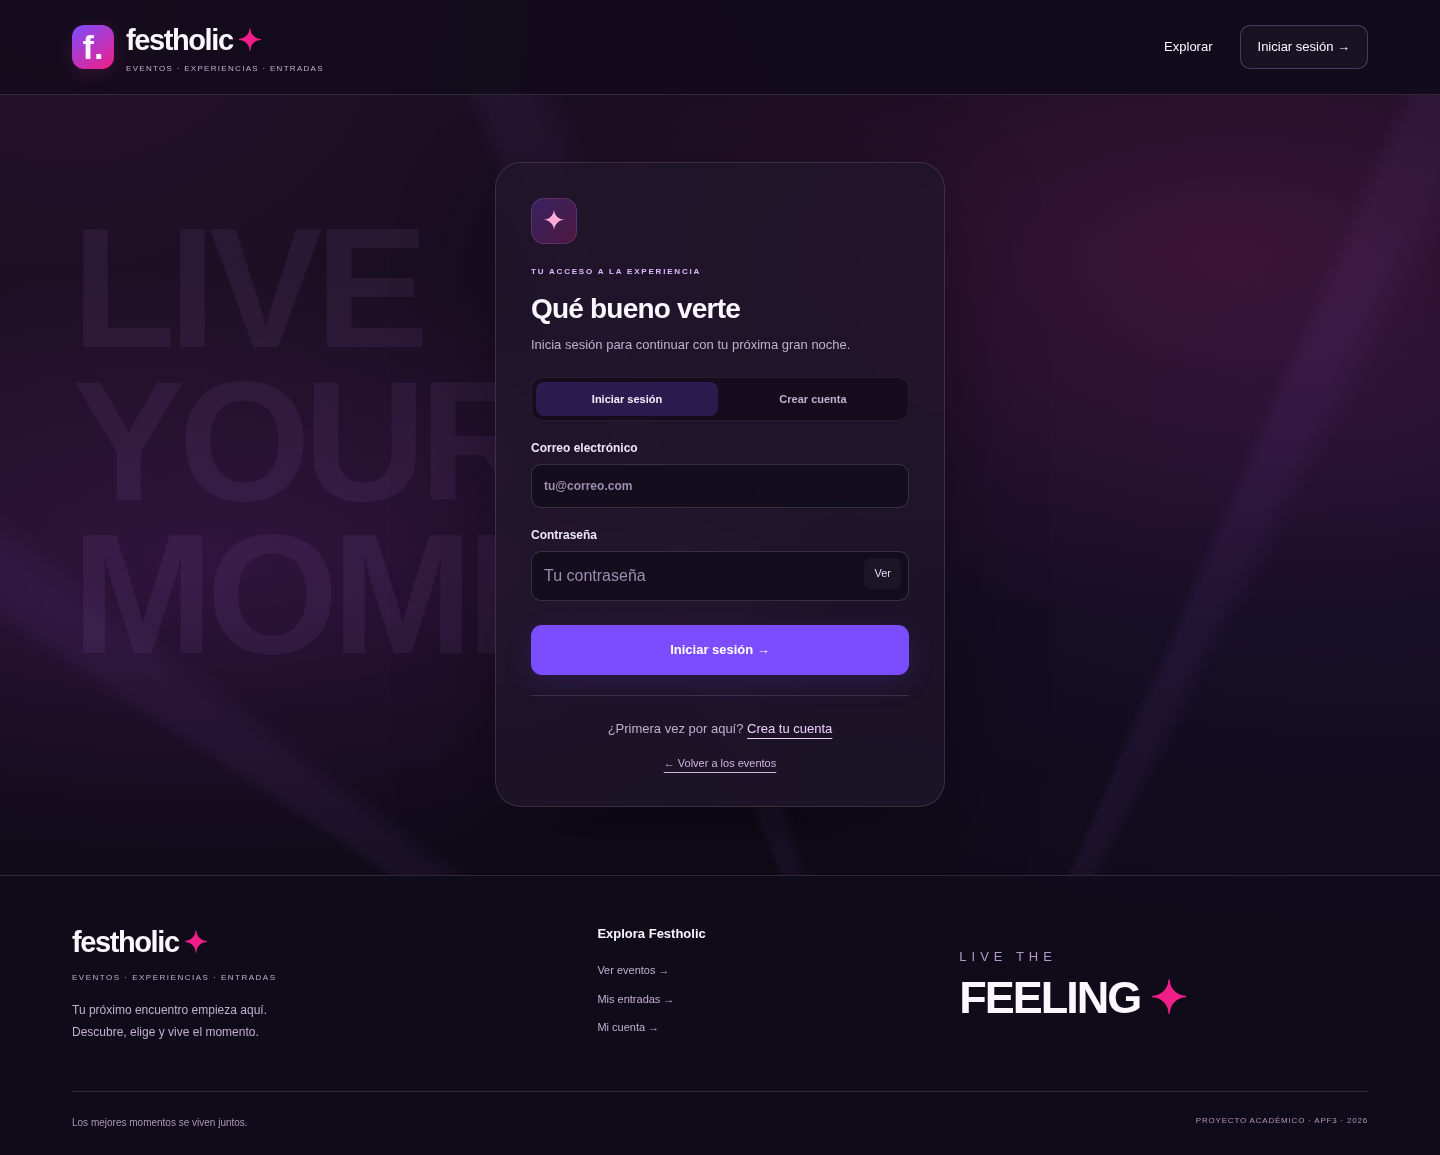 f.
festholic ✦
EVENTOS · EXPERIENCIAS · ENTRADAS
Explorar
Iniciar sesión →
LIVE
YOUR
MOM
✦
TU ACCESO A LA EXPERIENCIA
Qué bueno verte
Inicia sesión para continuar con tu próxima gran noche.
Iniciar sesión
Crear cuenta
Correo electrónico
tu@correo.com
Contraseña
Tu contraseña
Ver
Iniciar sesión →
¿Primera vez por aquí? Crea tu cuenta
← Volver a los eventos
festholic ✦
EVENTOS · EXPERIENCIAS · ENTRADAS
Tu próximo encuentro empieza aquí.
Descubre, elige y vive el momento.
Explora Festholic
Ver eventos →
Mis entradas →
Mi cuenta →
LIVE THE
FEELING ✦
Los mejores momentos se viven juntos.
PROYECTO ACADÉMICO · APF3 · 2026